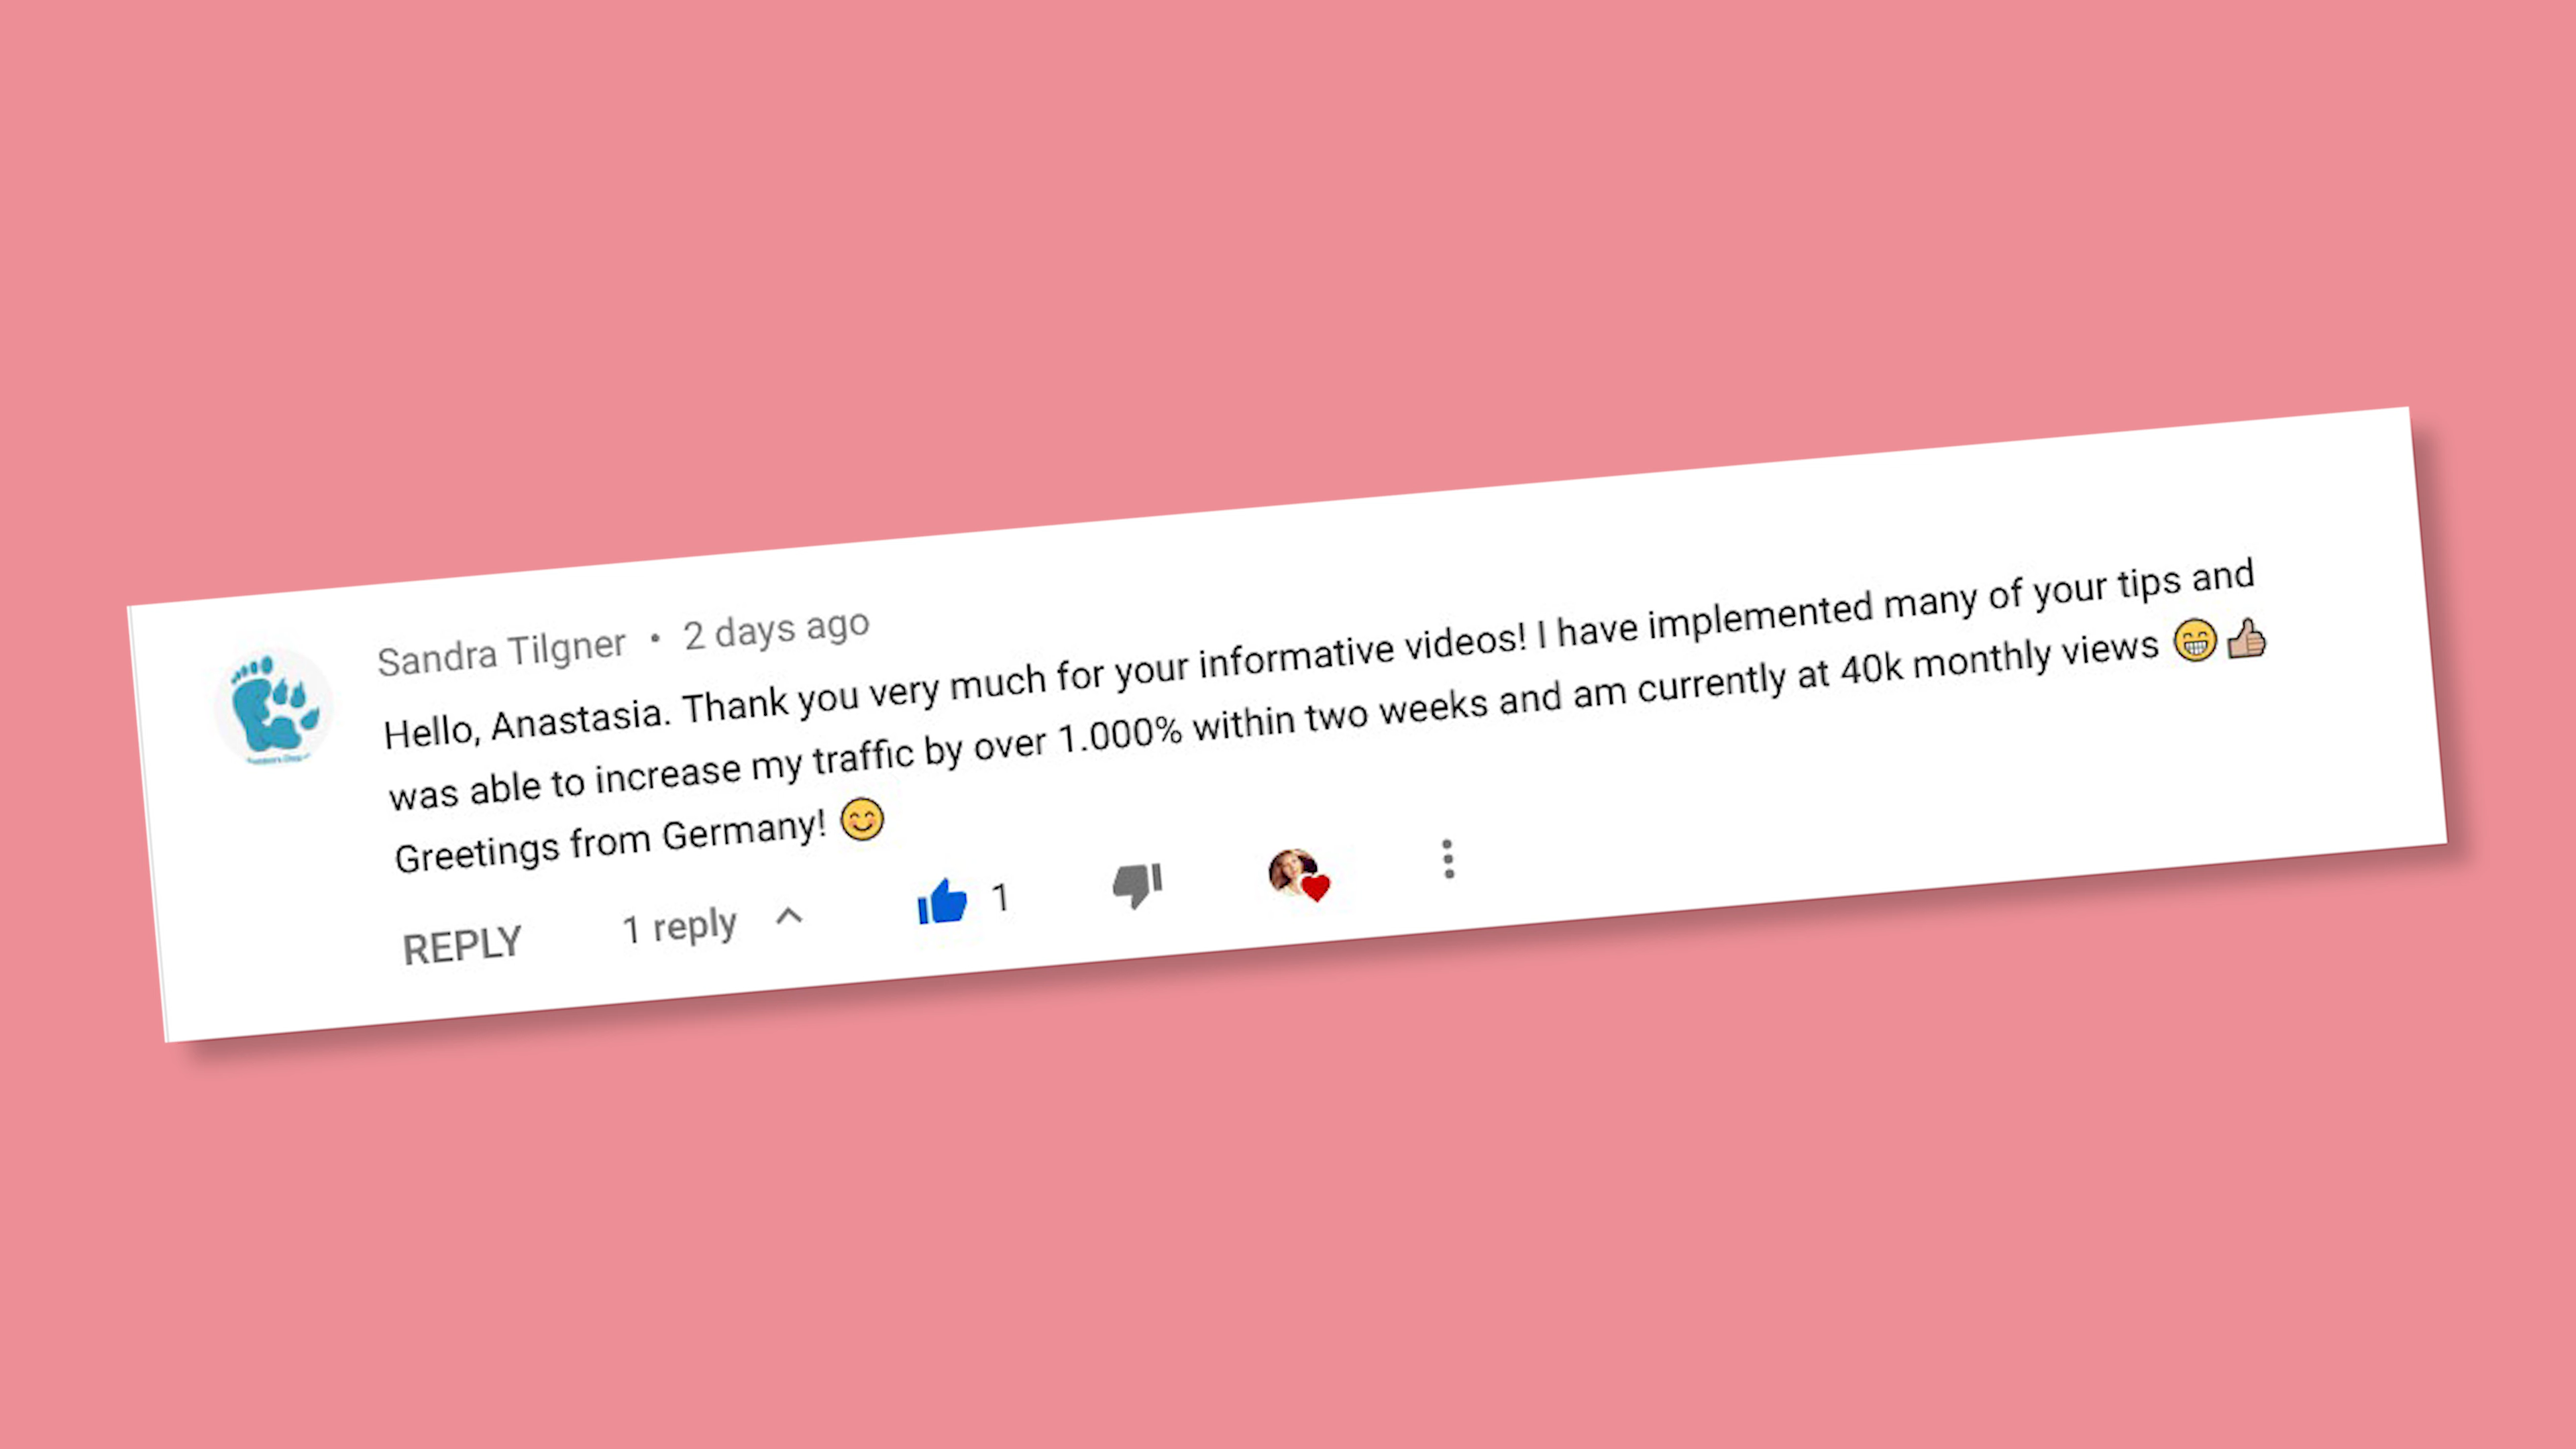 Sandra Tilgner • 2 days ago
Hello, Anastasia. Thank you very much for your informative videos! I have implemented many of your tips and
was able to increase my traffic by over 1.000% within two weeks and am currently at 40k monthly views 😁👍🏼
Greetings from Germany! 😊
REPLY 1 reply 1